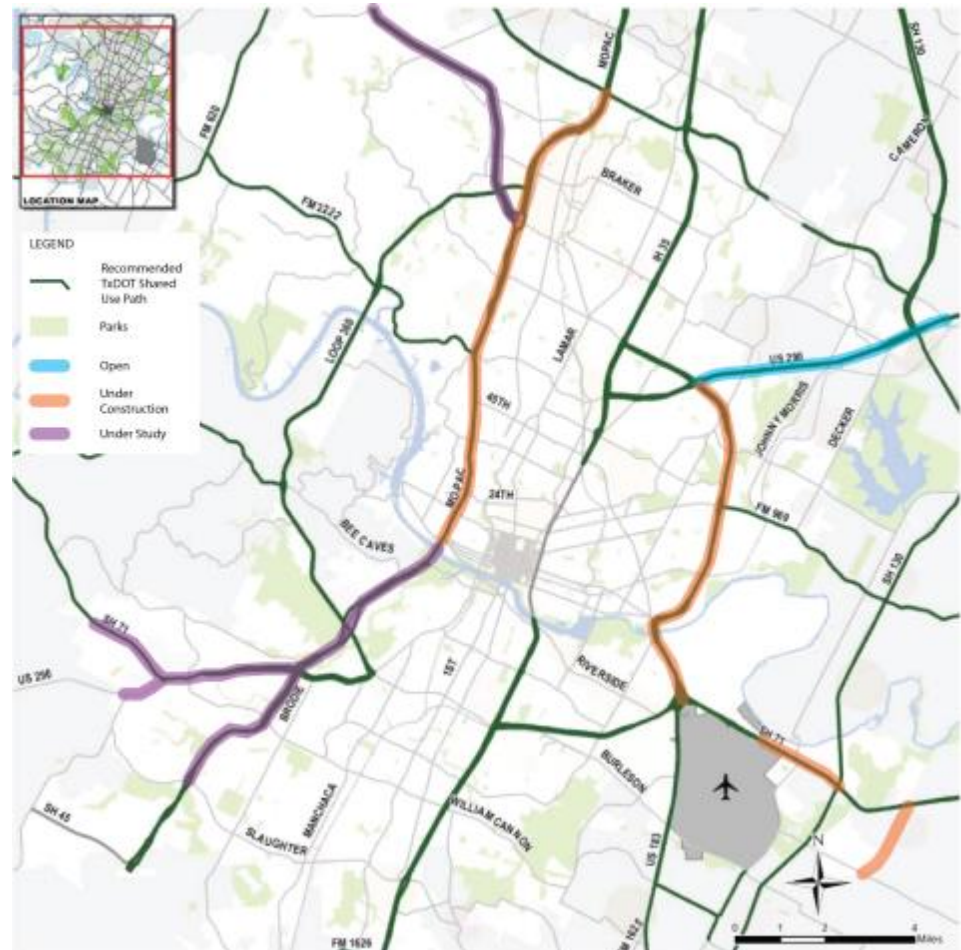 LOCATION MAP
LEGEND
Recommended
TxDOT Shared
Use Path
Parks
Open
Under
Construction
Under Study
FM 620
MOPAC
SH 130
CAMERON
BRAKER
FM 2222
IH 35
LOOP 360
LAMAR
US 290
45TH
JOHNNY MORRIS
DECKER
MOPAC
24TH
FM 969
BEE CAVES
SH 130
SH 71
1ST
RIVERSIDE
US 290
BRODIE
SH 71
BURLESON
MANCHACA
WILLIAM CANNON
SH 45
SLAUGHTER
US 183
N
FM 1626
0 1 2 4
Miles